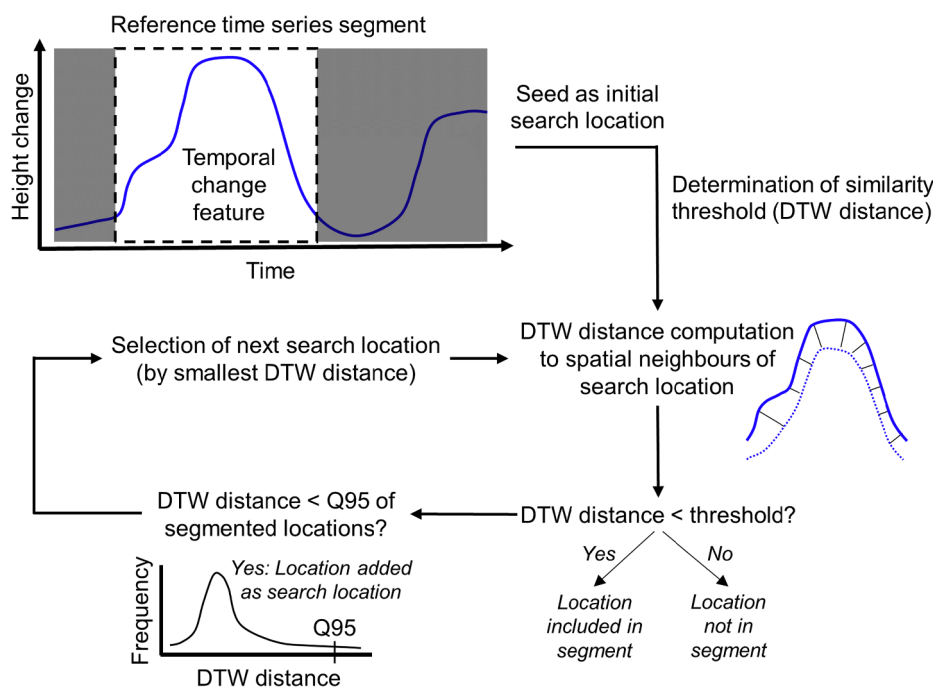 Reference time series segment
Height change
Temporal
change
feature
Time
Seed as initial
search location
Determination of similarity
threshold (DTW distance)
DTW distance computation
to spatial neighbours of
search location
Selection of next search location
(by smallest DTW distance)
DTW distance < threshold?
Yes
No
Location
included in
segment
Location
not in
segment
DTW distance < Q95 of
segmented locations?
Yes: Location added
as search location
Frequency
Q95
DTW distance